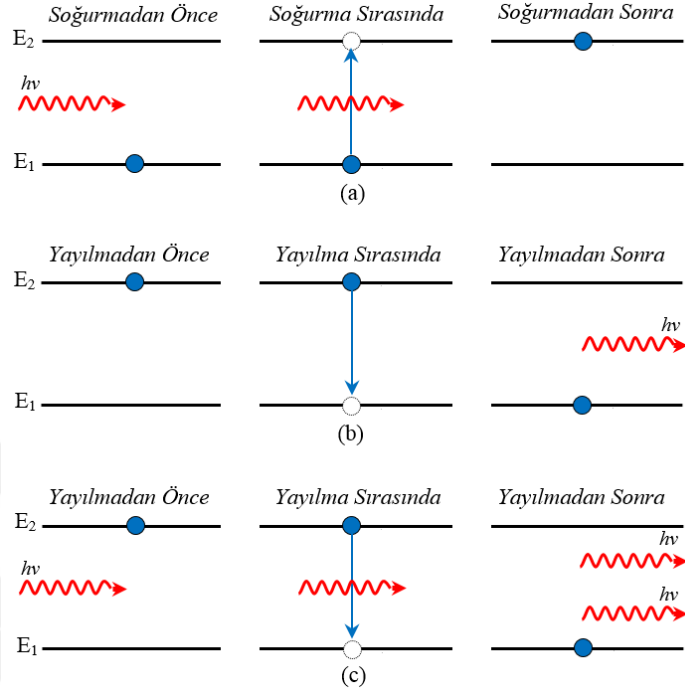 Soğurmadan Önce Soğurma Sırasında Soğurmadan Sonra
E2
hv
E1
(a)
Yayılmadan Önce Yayılma Sırasında Yayılmadan Sonra
E2
hv
E1
(b)
Yayılmadan Önce Yayılma Sırasında Yayılmadan Sonra
E2
hv
hv
hv
E1
(c)